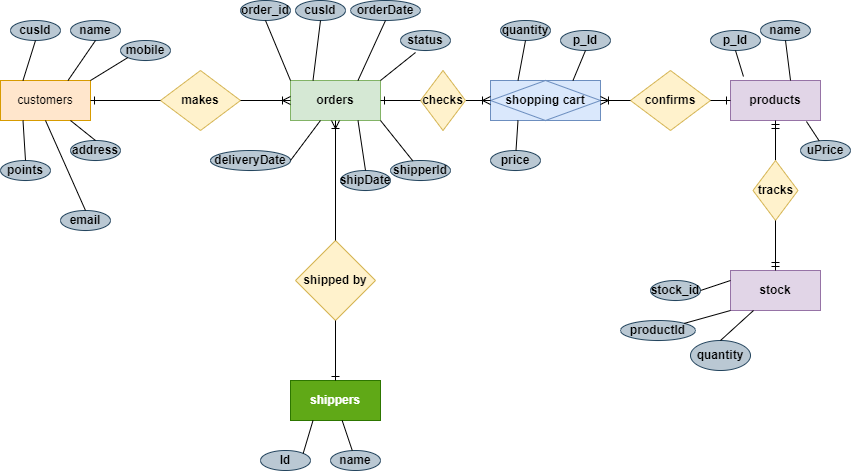 order_id
cusId
orderDate
cusId
name
mobile
status
quantity
p_Id
p_Id
name
customers
makes
orders
checks
shopping cart
confirms
products
points
address
email
deliveryDate
shipDate
shipperId
price
uPrice
tracks
shipped by
stock_id
stock
productId
quantity
shippers
Id
name